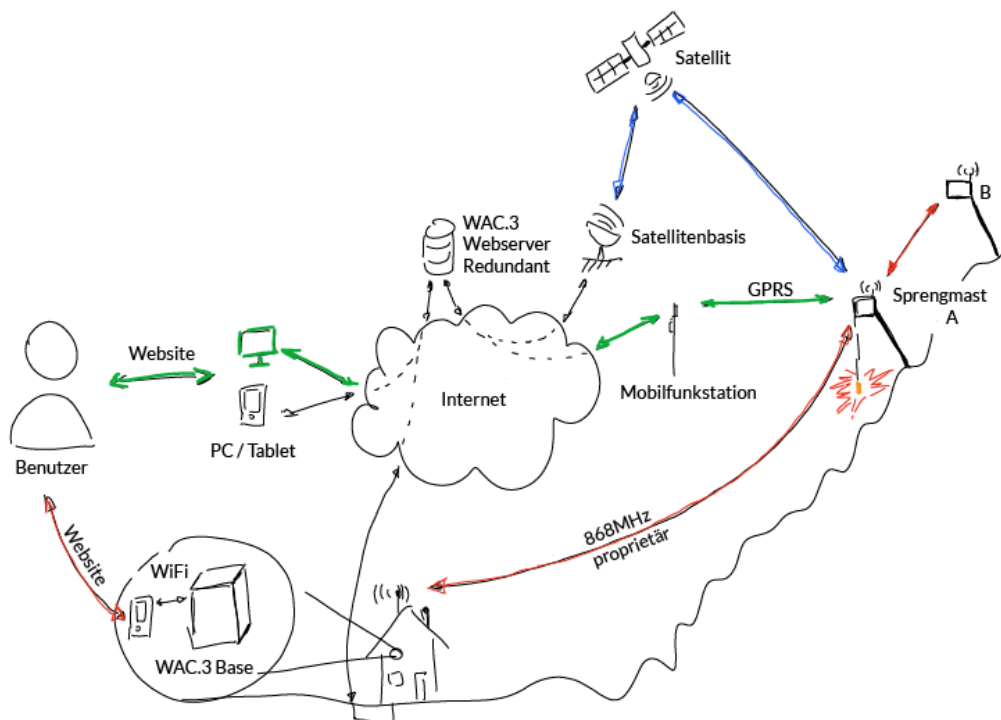 Satellit
B
WAC.3
Webserver
Redundant
Satellitenbasis
GPRS
Sprengmast
A
Website
Internet
Mobilfunkstation
PC / Tablet
Benutzer
868MHz
proprietär
Website
WiFi
WAC.3 Base